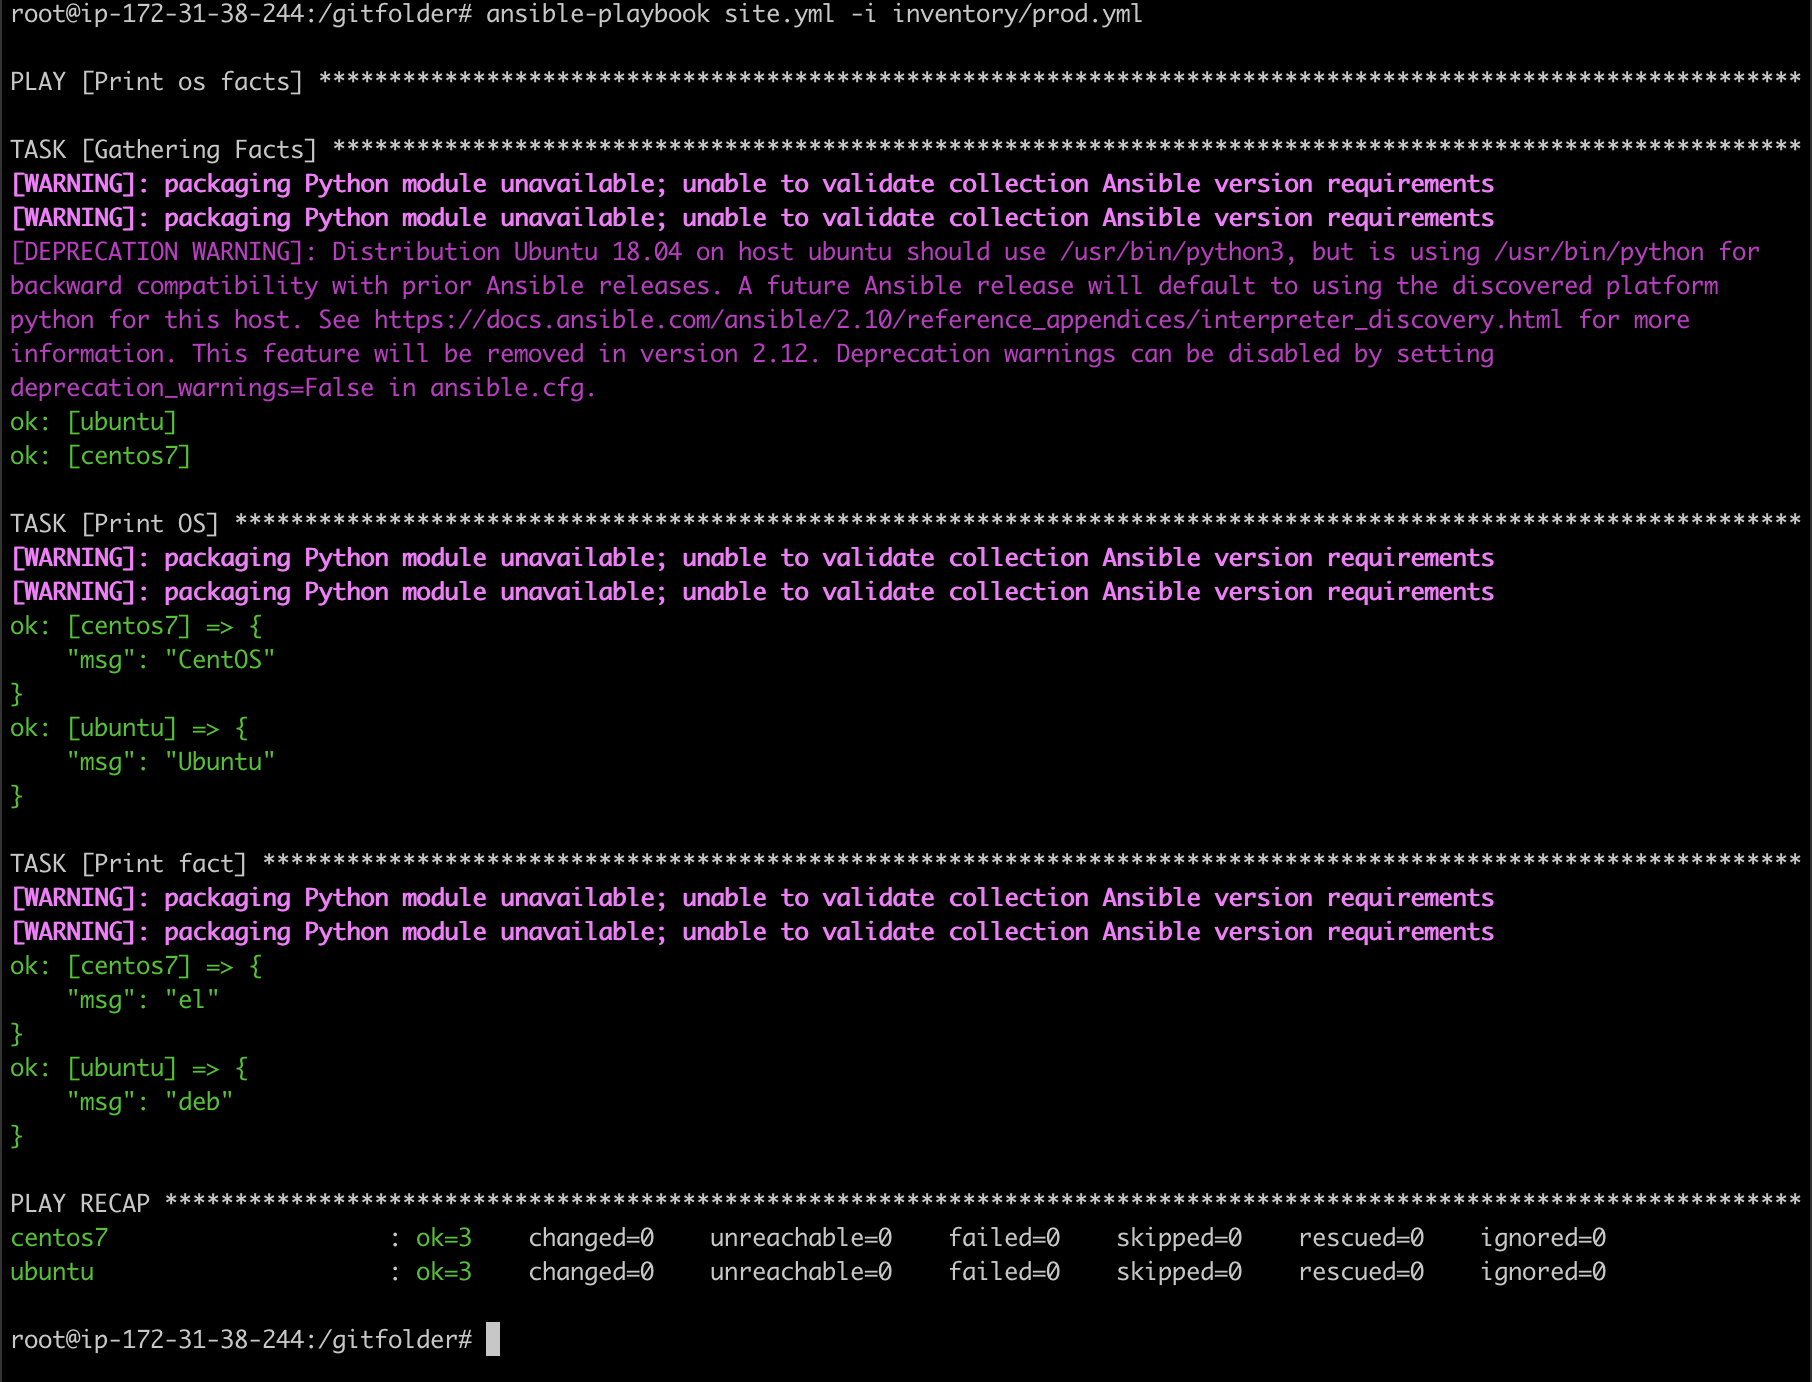 root@ip-172-31-38-244:/gitfolder# ansible-playbook site.yml -i inventory/prod.yml
PLAY [Print os facts] **********************************************************************************************************
TASK [Gathering Facts] *********************************************************************************************************
[WARNING]: packaging Python module unavailable; unable to validate collection Ansible version requirements
[WARNING]: packaging Python module unavailable; unable to validate collection Ansible version requirements
[DEPRECATION WARNING]: Distribution Ubuntu 18.04 on host ubuntu should use /usr/bin/python3, but is using /usr/bin/python for
backward compatibility with prior Ansible releases. A future Ansible release will default to using the discovered platform
python for this host. See https://docs.ansible.com/ansible/2.10/reference_appendices/interpreter_discovery.html for more
information. This feature will be removed in version 2.12. Deprecation warnings can be disabled by setting
deprecation_warnings=False in ansible.cfg.
ok: [ubuntu]
ok: [centos7]
TASK [Print OS] ****************************************************************************************************************
[WARNING]: packaging Python module unavailable; unable to validate collection Ansible version requirements
[WARNING]: packaging Python module unavailable; unable to validate collection Ansible version requirements
ok: [centos7] => {
    "msg": "CentOS"
}
ok: [ubuntu] => {
    "msg": "Ubuntu"
}
TASK [Print fact] **************************************************************************************************************
[WARNING]: packaging Python module unavailable; unable to validate collection Ansible version requirements
[WARNING]: packaging Python module unavailable; unable to validate collection Ansible version requirements
ok: [centos7] => {
    "msg": "el"
}
ok: [ubuntu] => {
    "msg": "deb"
}
PLAY RECAP *********************************************************************************************************************
centos7                    : ok=3    changed=0    unreachable=0    failed=0    skipped=0    rescued=0    ignored=0
ubuntu                     : ok=3    changed=0    unreachable=0    failed=0    skipped=0    rescued=0    ignored=0
root@ip-172-31-38-244:/gitfolder#